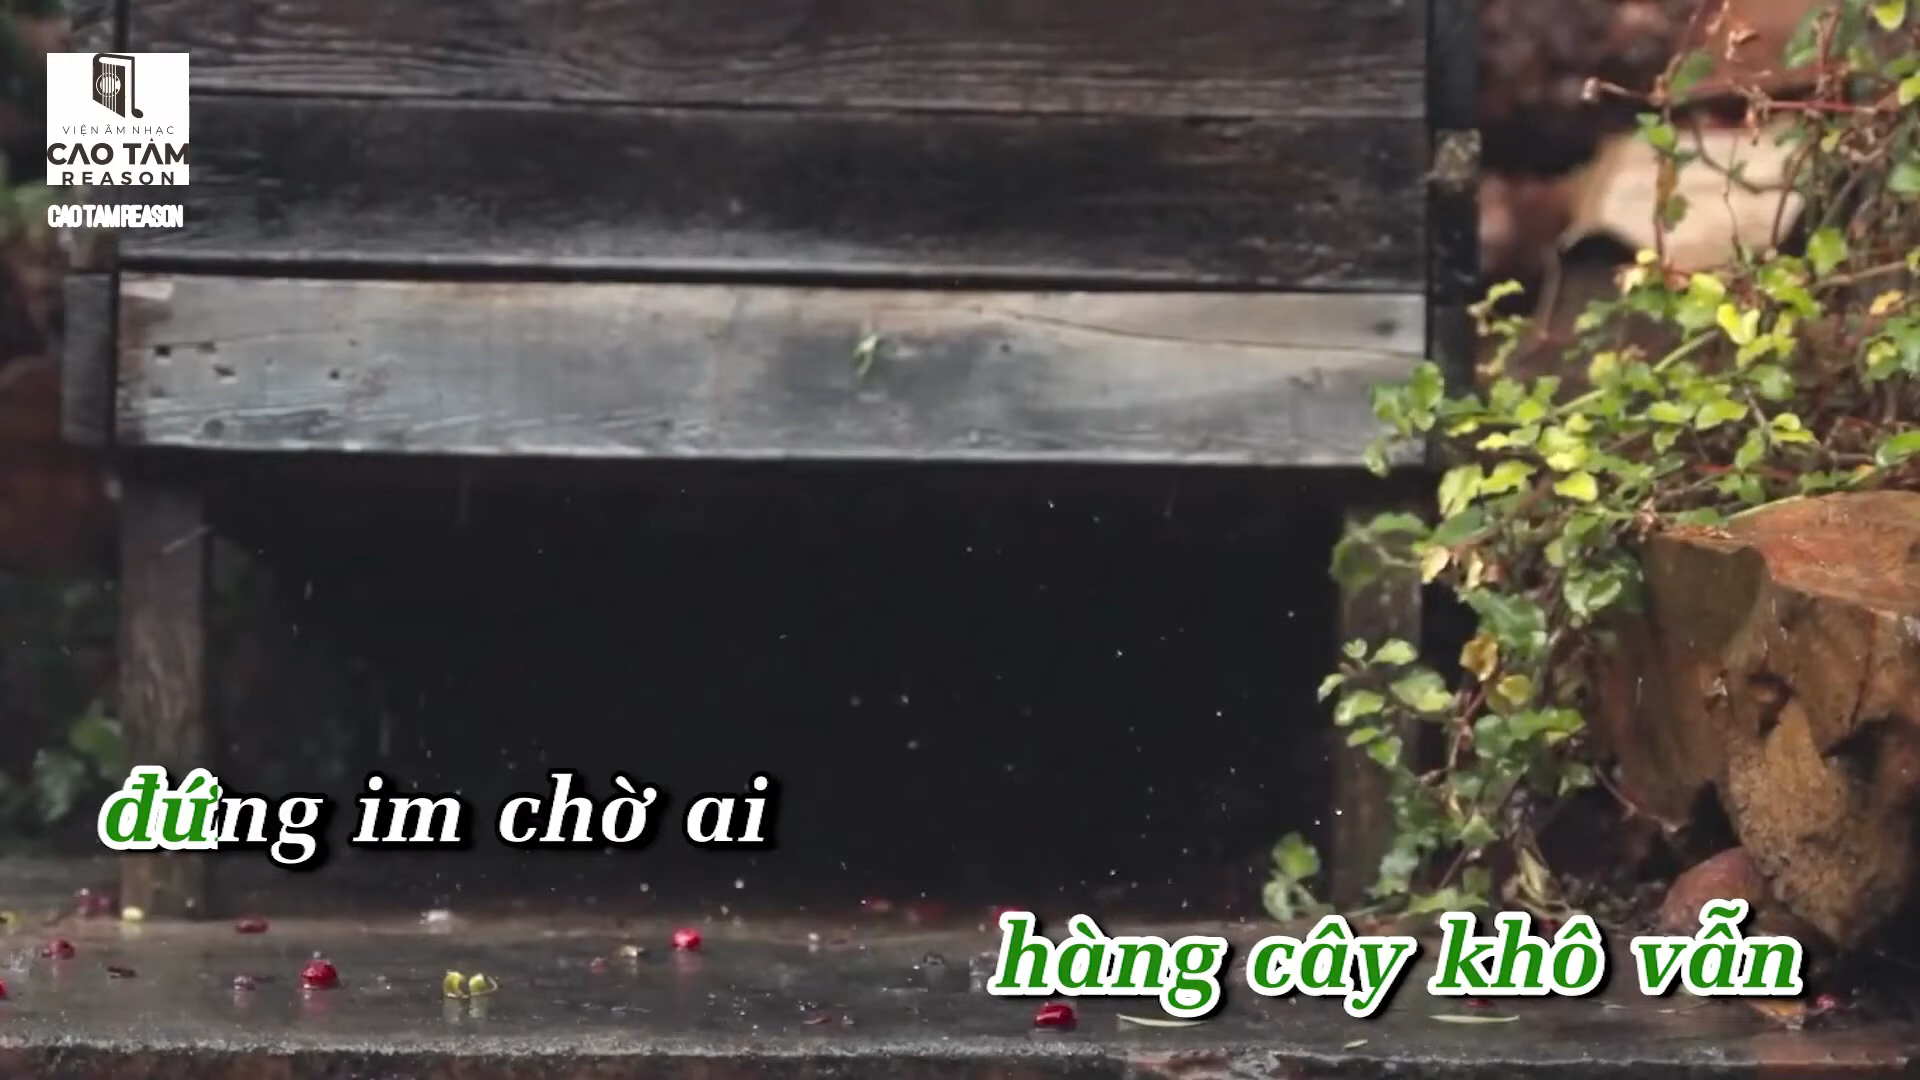 VIỆN ÂM NHẠC
CAO TÂM
REASON
CAO TAM REASON
đứng im chờ ai
hàng cây khô vẫn